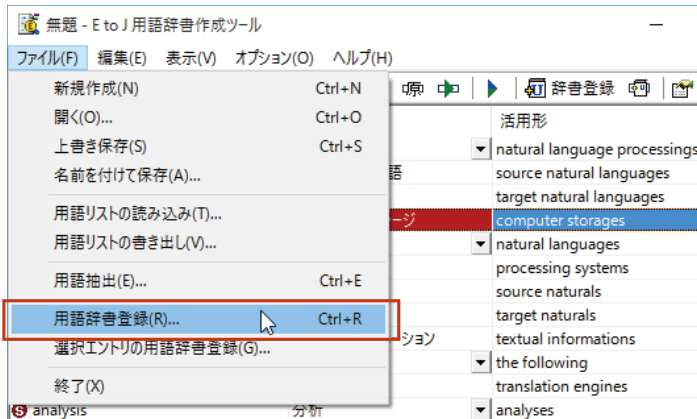 無題 - E to J 用語辞書作成ツール
ファイル(F) 編集(E) 表示(V) オプション(O) ヘルプ(H)
辞書登録
新規作成(N) Ctrl+N
開く(O)... Ctrl+O
上書き保存(S) Ctrl+S
名前を付けて保存(A)...
用語リストの読み込み(T)...
用語リストの書き出し(V)...
用語抽出(E)... Ctrl+E
用語辞書登録(R)... Ctrl+R
選択エントリの用語辞書登録(G)...
終了(X)
活用形
natural language processings
語 source natural languages
target natural languages
ージ computer storages
natural languages
processing systems
source naturals
target naturals
ション textual informations
the following
translation engines
S analysis 分析 analyses